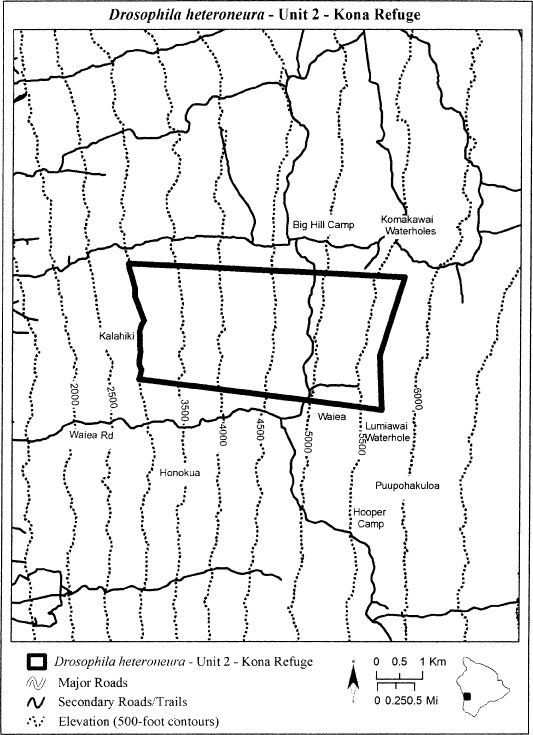 Drosophila heteroneura - Unit 2 - Kona Refuge
Big Hill Camp
Komakawai
Waterholes
Kalahiki
2000
2500
3500
4000
4500
5000
5500
6000
Waiea
Lumiawai
Waterhole
Waiea Rd
Honokua
Puupohakuloa
Hooper
Camp
Drosophila heteroneura - Unit 2 - Kona Refuge
Major Roads
Secondary Roads/Trails
Elevation (500-foot contours)
0 0.5 1 Km
0 0.250.5 Mi